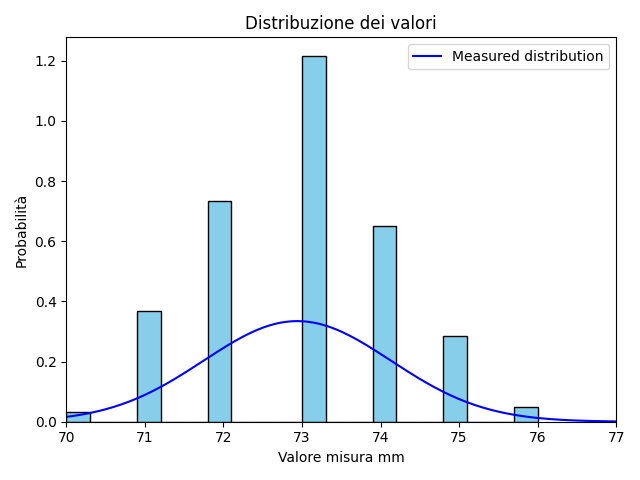 Distribuzione dei valori
Measured distribution
1.2
1.0
0.8
0.6
0.4
0.2
0.0
Probabilità
70 71 72 73 74 75 76 77
Valore misura mm